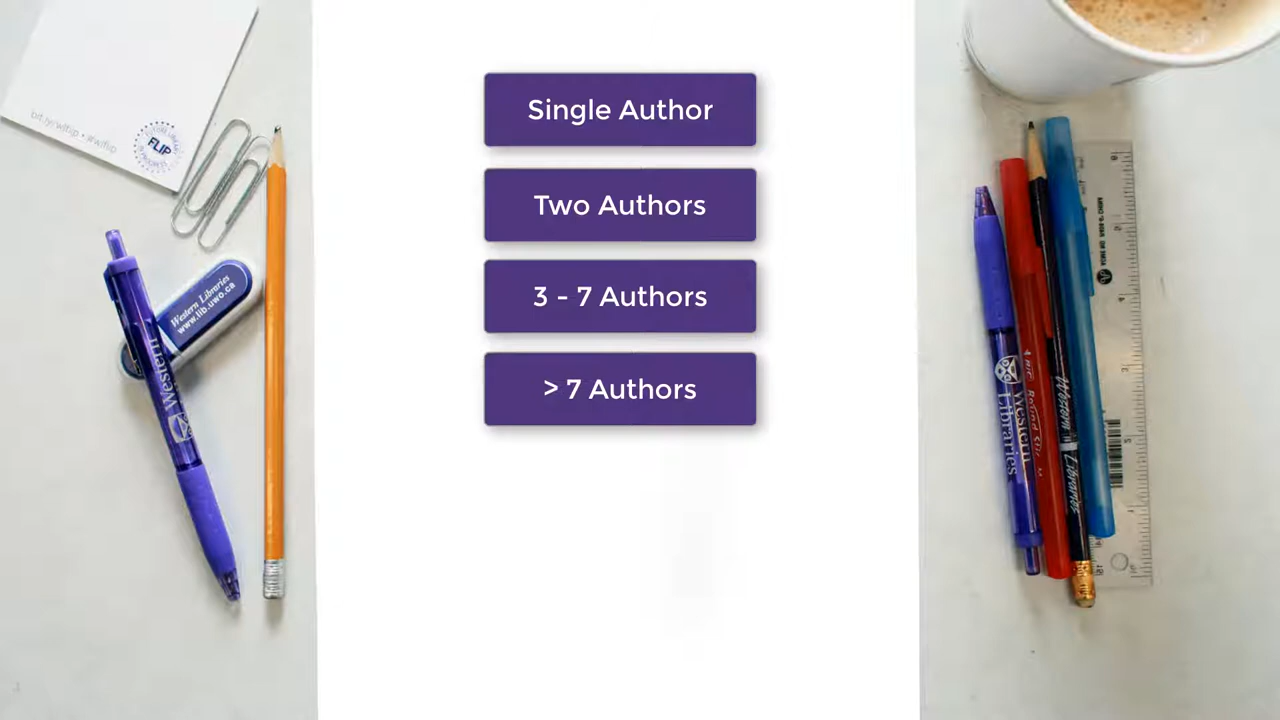 Single Author
Two Authors
3 - 7 Authors
> 7 Authors
FLIP
Western Libraries
www.lib.uwo.ca
Western
Western
Libraries
Western Libraries